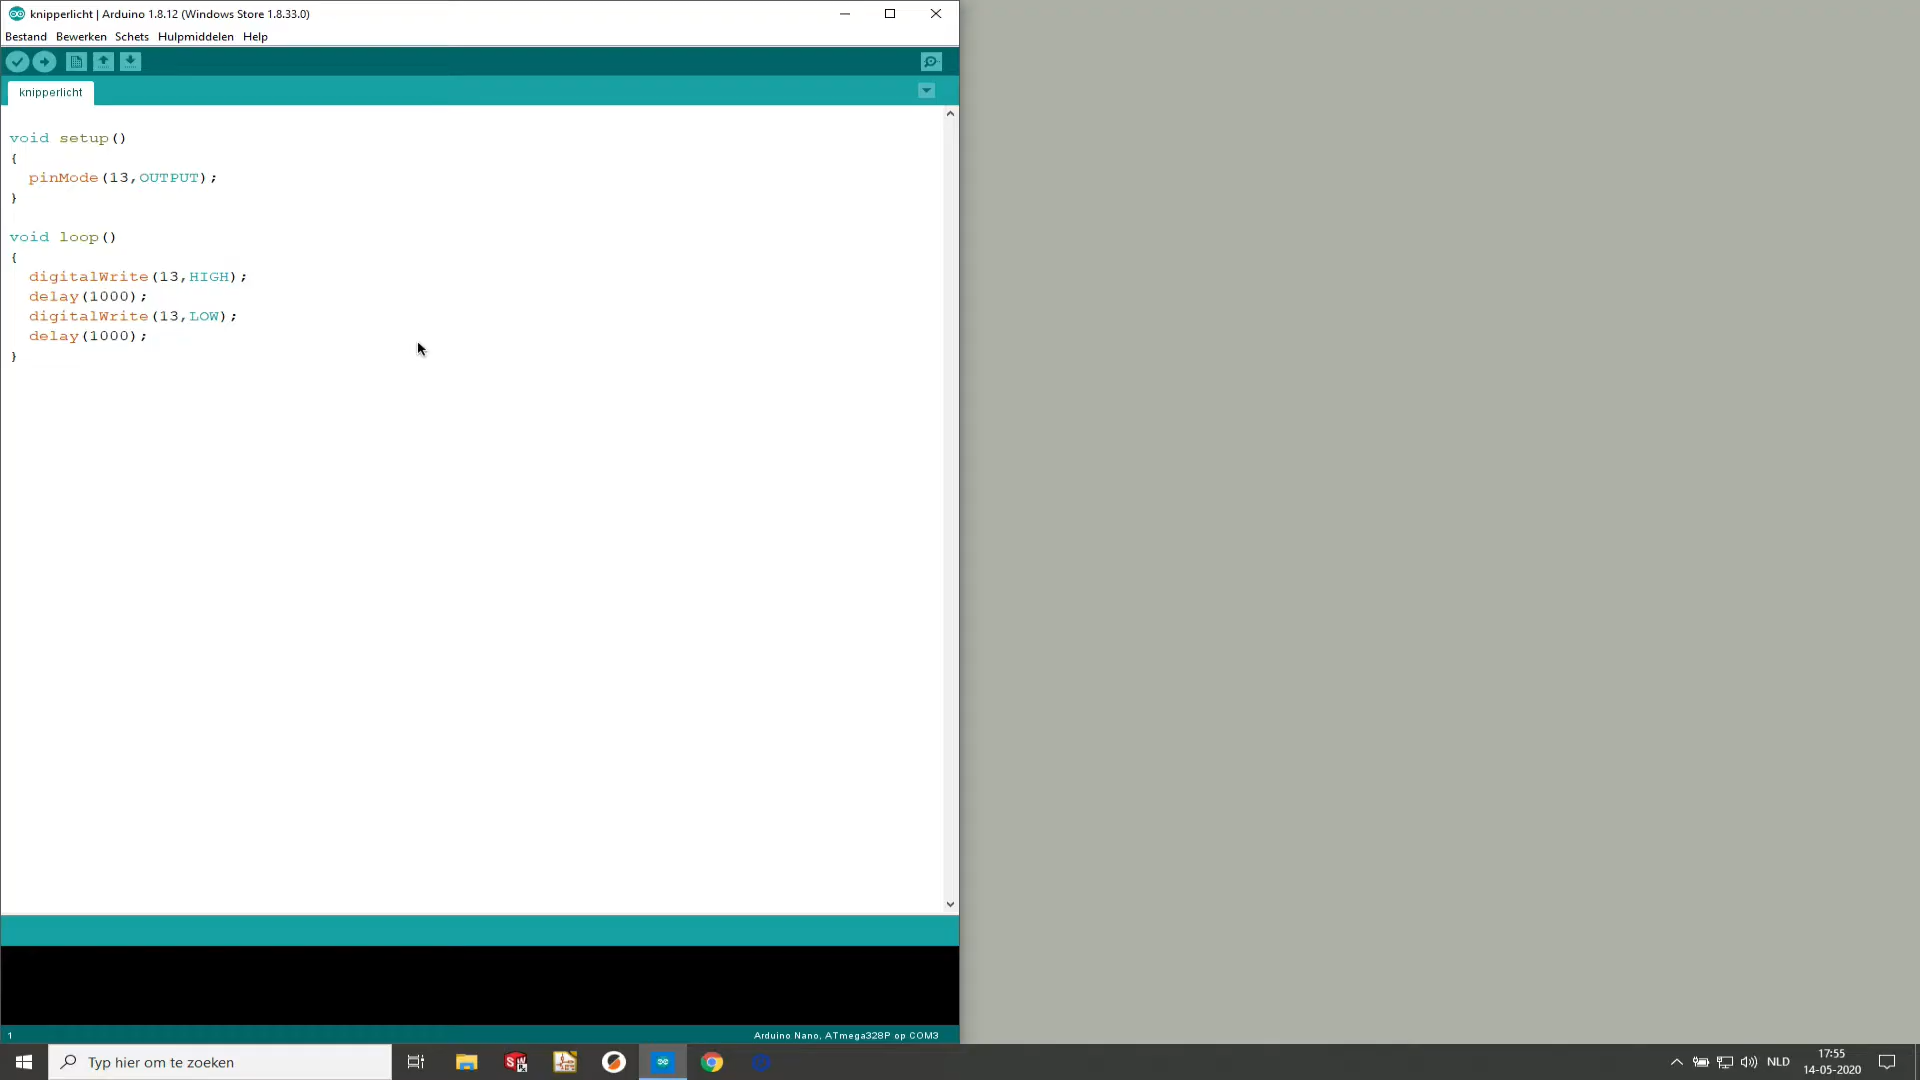 knipperlicht | Arduino 1.8.12 (Windows Store 1.8.33.0)
Bestand Bewerken Schets Hulpmiddelen Help
knipperlicht
void setup()
{
  pinMode(13,OUTPUT);
}
void loop()
{
  digitalWrite(13,HIGH);
  delay(1000);
  digitalWrite(13,LOW);
  delay(1000);
}
1 Arduino Nano, ATmega328P op COM3
Typ hier om te zoeken
NLD
17:55
14-05-2020